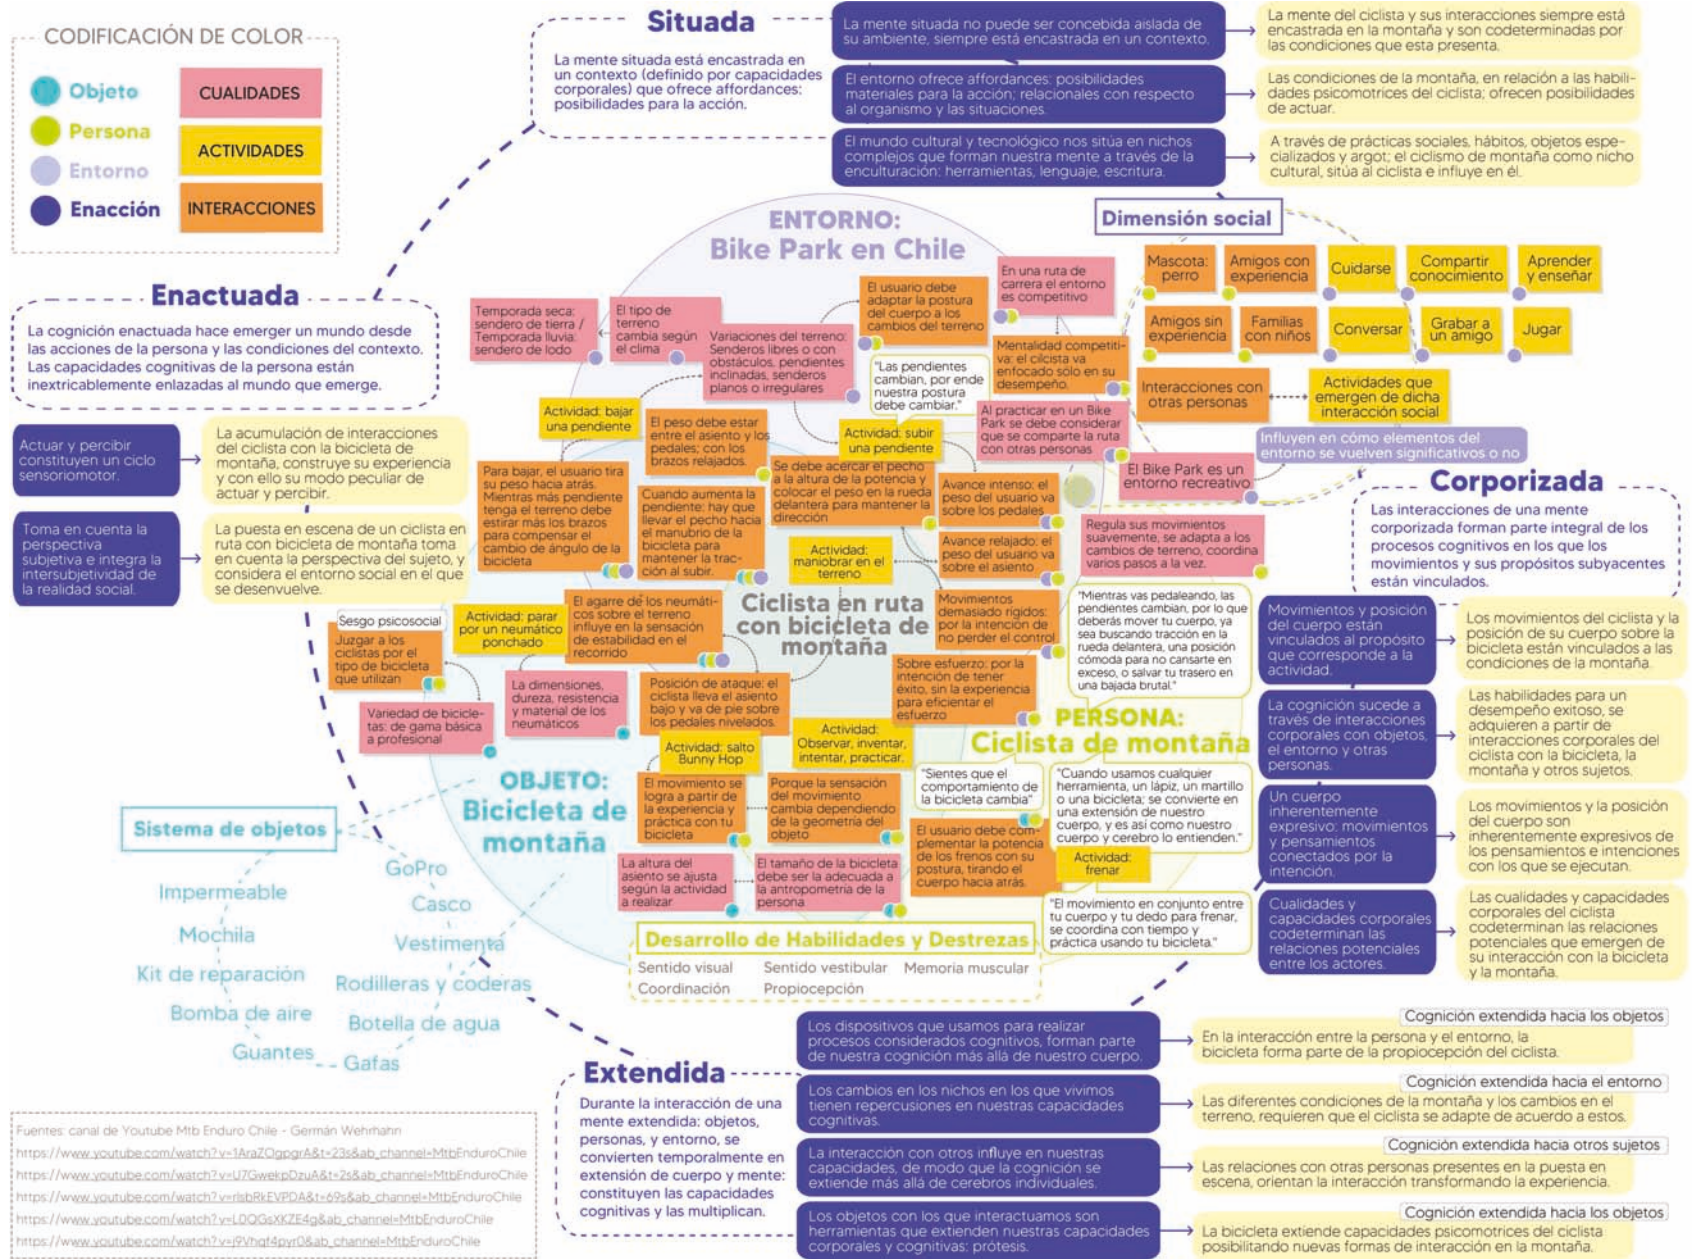 CODIFICACIÓN DE COLOR
Objeto
Persona
Entorno
Enacción
CUALIDADES
ACTIVIDADES
INTERACCIONES
Situada
La mente situada está encastrada en
un contexto (definido por capacidades
corporales) que ofrece affordances:
posibilidades para la acción.
La mente situada no puede ser concebida aislada de
su ambiente, siempre está encastrada en un contexto.
La mente del ciclista y sus interacciones siempre está
encastrada en la montaña y son codeterminadas por
las condiciones que esta presenta.
El entorno ofrece affordances: posibilidades
materiales para la acción; relacionales con respecto
al organismo y las situaciones.
Las condiciones de la montaña, en relación a las habili-
dades psicomotrices del ciclista; ofrecen posibilidades
de actuar.
El mundo cultural y tecnológico nos sitúa en nichos
complejos que forman nuestra mente a través de la
enculturación: herramientas, lenguaje, escritura.
A través de prácticas sociales, hábitos, objetos espe-
cializados y argot; el ciclismo de montaña como nicho
cultural, sitúa al ciclista e influye en él.
Enactuada
La cognición enactuada hace emerger un mundo desde
las acciones de la persona y las condiciones del contexto.
Las capacidades cognitivas de la persona están
inextricablemente enlazadas al mundo que emerge.
Actuar y percibir
constituyen un ciclo
sensoriomotor.
La acumulación de interacciones
del ciclista con la bicicleta de
montaña, construye su experiencia
y con ello su modo peculiar de
actuar y percibir.
Toma en cuenta la
perspectiva
subjetiva e integra la
intersubjetividad de
la realidad social.
La puesta en escena de un ciclista en
ruta con bicicleta de montaña toma
en cuenta la perspectiva del sujeto, y
considera el entorno social en el que
se desenvuelve.
ENTORNO:
Bike Park en Chile
Temporada seca:
sendero de tierra /
Temporada lluvia:
sendero de lodo
El tipo de
terreno
cambia según
el clima
Variaciones del terreno:
Senderos libres o con
obstáculos, pendientes
inclinadas, senderos
planos o irregulares
El usuario debe
adaptar la postura
del cuerpo a los
cambios del terreno
En una ruta de
carrera el entorno
es competitivo
Mentalidad competiti-
va: el cilcista va
enfocado sólo en su
desempeño.
"Las pendientes
cambian, por ende
nuestra postura
debe cambiar."
Al practicar en un Bike
Park se debe considerar
que se comparte la ruta
con otras personas
El Bike Park es un
entorno recreativo.
Dimensión social
Mascota:
perro
Amigos con
experiencia
Cuidarse
Compartir
conocimiento
Aprender
y enseñar
Amigos sin
experiencia
Familias
con niños
Conversar
Grabar a
un amigo
Jugar
Interacciones con
otras personas
Actividades que
emergen de dicha
interacción social
Influyen en cómo elementos del
entorno se vuelven significativos o no
Actividad: bajar
una pendiente
El peso debe estar
entre el asiento y los
pedales; con los
brazos relajados.
Actividad: subir
una pendiente
Para bajar, el usuario tira
su peso hacia atrás.
Mientras más pendiente
tenga el terreno debe
estirar más los brazos
para compensar el
cambio de ángulo de la
bicicleta
Cuando aumenta la
pendiente: hay que
llevar el pecho hacia
el manubrio de la
bicicleta para
mantener la trac-
ción al subir.
Se debe acercar el pecho
a la altura de la potencia y
colocar el peso en la rueda
delantera para mantener la
dirección
Avance intenso: el
peso del usuario va
sobre los pedales
Avance relajado: el
peso del usuario va
sobre el asiento
Regula sus movimientos
suavemente, se adapta a los
cambios de terreno, coordina
varios pasos a la vez.
Actividad:
maniobrar en el
terreno
Ciclista en ruta
con bicicleta de
montaña
Movimientos
demasiado rígidos:
por la intención de
no perder el control
Sobre esfuerzo: por la
intención de tener
éxito, sin la experiencia
para eficientar el
esfuerzo
"Mientras vas pedaleando, las
pendientes cambian, por lo que
deberás mover tu cuerpo, ya
sea buscando tracción en la
rueda delantera, una posición
cómoda para no cansarte en
exceso, o salvar tu trasero en
una bajada brutal."
Sesgo psicosocial
Juzgar a los
ciclistas por el
tipo de bicicleta
que utilizan
Actividad: parar
por un neumático
ponchado
El agarre de los neumáti-
cos sobre el terreno
influye en la sensación
de estabilidad en el
recorrido
Variedad de bicicle-
tas: de gama básica
a profesional
La dimensiones,
dureza, resistencia
y material de los
neumáticos
Posición de ataque: el
ciclista lleva el asiento
bajo y va de pie sobre
los pedales nivelados.
Actividad: salto
Bunny Hop
Actividad:
Observar, inventar,
intentar, practicar.
PERSONA:
Ciclista de montaña
OBJETO:
Bicicleta de
montaña
El movimiento se
logra a partir de
la experiencia y
práctica con tu
bicicleta
Porque la sensación
del movimiento
cambia dependiendo
de la geometría del
objeto
"Sientes que el
comportamiento de
la bicicleta cambia"
"Cuando usamos cualquier
herramienta, un lápiz, un martillo
o una bicicleta; se convierte en
una extensión de nuestro
cuerpo, y es así como nuestro
cuerpo y cerebro lo entienden."
El usuario debe com-
plementar la potencia
de los frenos con su
postura, tirando el
cuerpo hacia atrás.
Actividad:
frenar
La altura del
asiento se ajusta
según la actividad
a realizar
El tamaño de la bicicleta
debe ser la adecuada a
la antropometría de la
persona
"El movimiento en conjunto entre
tu cuerpo y tu dedo para frenar,
se coordina con tiempo y
práctica usando tu bicicleta."
Desarrollo de Habilidades y Destrezas
Sentido visual
Sentido vestibular
Memoria muscular
Coordinación
Propiocepción
Sistema de objetos
GoPro
Impermeable
Casco
Mochila
Vestimenta
Kit de reparación
Rodilleras y coderas
Bomba de aire
Botella de agua
Guantes
Gafas
Corporizada
Las interacciones de una mente
corporizada forman parte integral de los
procesos cognitivos en los que los
movimientos y sus propósitos subyacentes
están vinculados.
Movimientos y posición
del cuerpo están
vinculados al propósito
que corresponde a la
actividad.
Los movimientos del ciclista y la
posición de su cuerpo sobre la
bicicleta están vinculados a las
condiciones de la montaña.
La cognición sucede a
través de interacciones
corporales con objetos,
el entorno y otras
personas.
Las habilidades para un
desempeño exitoso, se
adquieren a partir de
interacciones corporales del
ciclista con la bicicleta, la
montaña y otros sujetos.
Un cuerpo
inherentemente
expresivo: movimientos
y pensamientos
conectados por la
intención.
Los movimientos y la posición
del cuerpo son
inherentemente expresivos de
los pensamientos e intenciones
con los que se ejecutan.
Cualidades y
capacidades corporales
codeterminan las
relaciones potenciales
entre los actores.
Las cualidades y capacidades
corporales del ciclista
codeterminan las relaciones
potenciales que emergen de
su interacción con la bicicleta
y la montaña.
Extendida
Durante la interacción de una
mente extendida: objetos,
personas, y entorno, se
convierten temporalmente en
extensión de cuerpo y mente:
constituyen las capacidades
cognitivas y las multiplican.
Los dispositivos que usamos para realizar
procesos considerados cognitivos, forman parte
de nuestra cognición más allá de nuestro cuerpo.
Cognición extendida hacia los objetos
En la interacción entre la persona y el entorno, la
bicicleta forma parte de la propiocepción del ciclista.
Los cambios en los nichos en los que vivimos
tienen repercusiones en nuestras capacidades
cognitivas.
Cognición extendida hacia el entorno
Las diferentes condiciones de la montaña y los cambios en el
terreno, requieren que el ciclista se adapte de acuerdo a estos.
La interacción con otros influye en nuestras
capacidades, de modo que la cognición se
extiende más allá de cerebros individuales.
Cognición extendida hacia otros sujetos
Las relaciones con otras personas presentes en la puesta en
escena, orientan la interacción transformando la experiencia.
Los objetos con los que interactuamos son
herramientas que extienden nuestras capacidades
corporales y cognitivas: prótesis.
Cognición extendida hacia los objetos
La bicicleta extiende capacidades psicomotrices del ciclista
posibilitando nuevas formas de interacción en la montaña.
Fuentes: canal de Youtube Mtb Enduro Chile - Germán Wehrhahn
https://www.youtube.com/watch?v=1AraZOgpgrA&t=23s&ab_channel=MtbEnduroChile
https://www.youtube.com/watch?v=U7GwekpDzuA&t=2s&ab_channel=MtbEnduroChile
https://www.youtube.com/watch?v=rlsbRkEVPDA&t=69s&ab_channel=MtbEnduroChile
https://www.youtube.com/watch?v=L0QGsXKZE4g&ab_channel=MtbEnduroChile
https://www.youtube.com/watch?v=j9Vhqf4pyr0&ab_channel=MtbEnduroChile